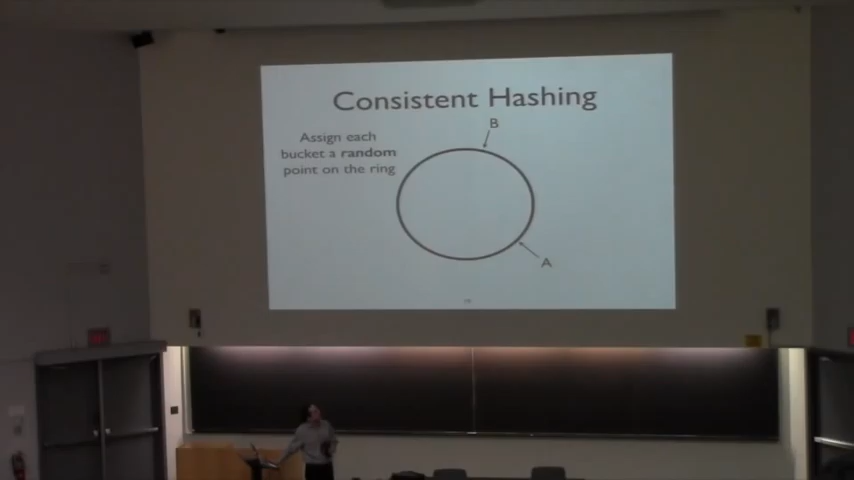 Consistent Hashing
Assign each
bucket a random
point on the ring
B
A